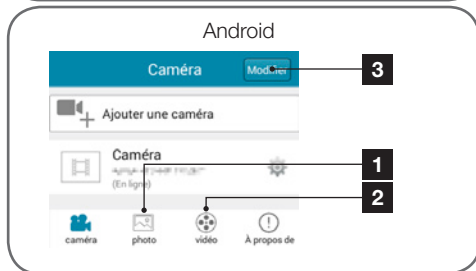 Android
Caméra Modifier 3
Ajouter une caméra
Caméra
(En ligne)
1
2
caméra photo vidéo À propos de